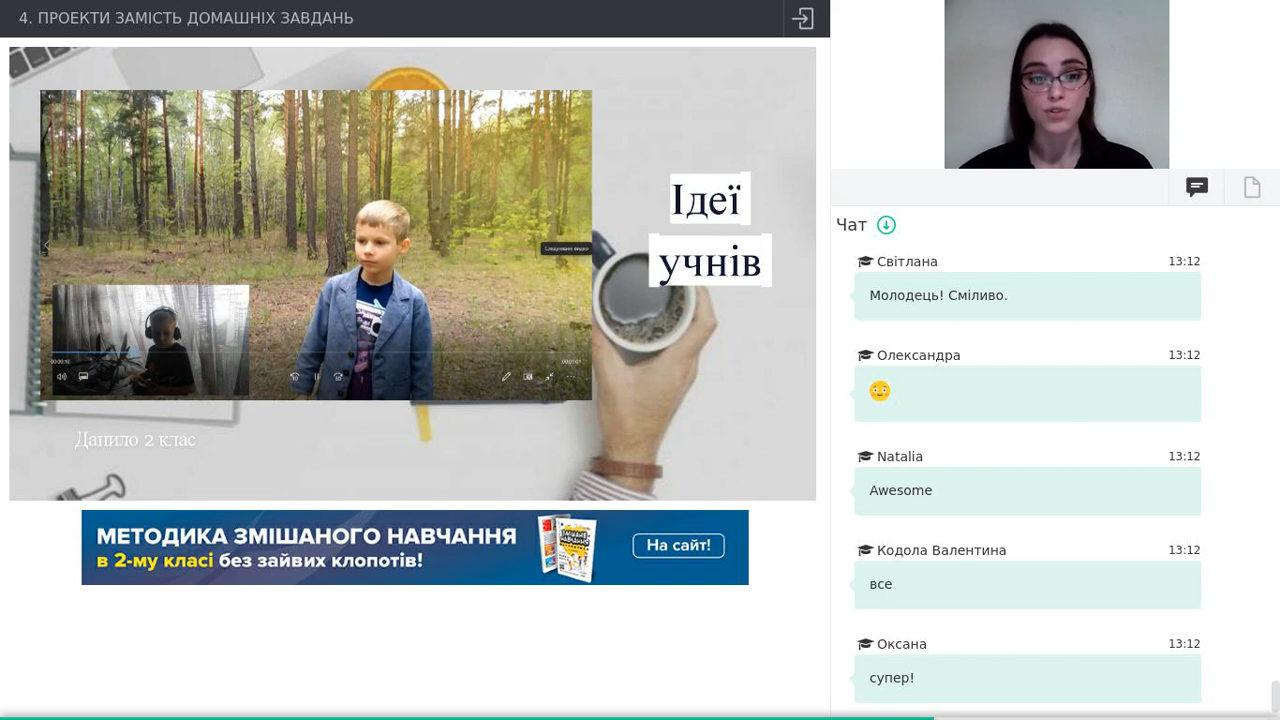 4. ПРОЕКТИ ЗАМІСТЬ ДОМАШНІХ ЗАВДАНЬ
Ідеї
учнів
Данило 2 клас
МЕТОДИКА ЗМІШАНОГО НАВЧАННЯ
в 2-му класі без зайвих клопотів!
На сайт!
Чат
Світлана 13:12
Молодець! Сміливо.
Олександра 13:12
Natalia 13:12
Awesome
Кодола Валентина 13:12
все
Оксана 13:12
супер!